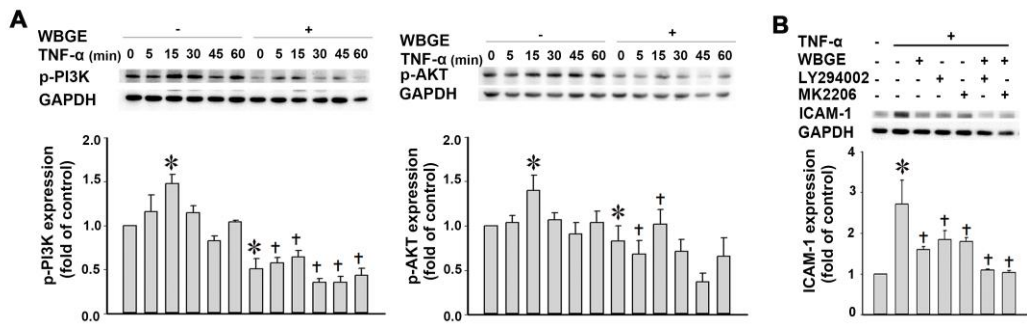 A
WBGE - +
TNF-α (min) 0 5 15 30 45 60 0 5 15 30 45 60
p-PI3K
GAPDH
p-PI3K expression
(fold of control)
2.0
1.5
1.0
0.5
0.0
*
* † † † † †
WBGE - +
TNF-α (min) 0 5 15 30 45 60 0 5 15 30 45 60
p-AKT
GAPDH
p-AKT expression
(fold of control)
2.0
1.5
1.0
0.5
0.0
*
* † †
B
TNF-α - +
WBGE - - + - - + +
LY294002 - - - + - + -
MK2206 - - - - + - +
ICAM-1
GAPDH
ICAM-1 expression
(fold of control)
4
3
2
1
0
*
† † † † †